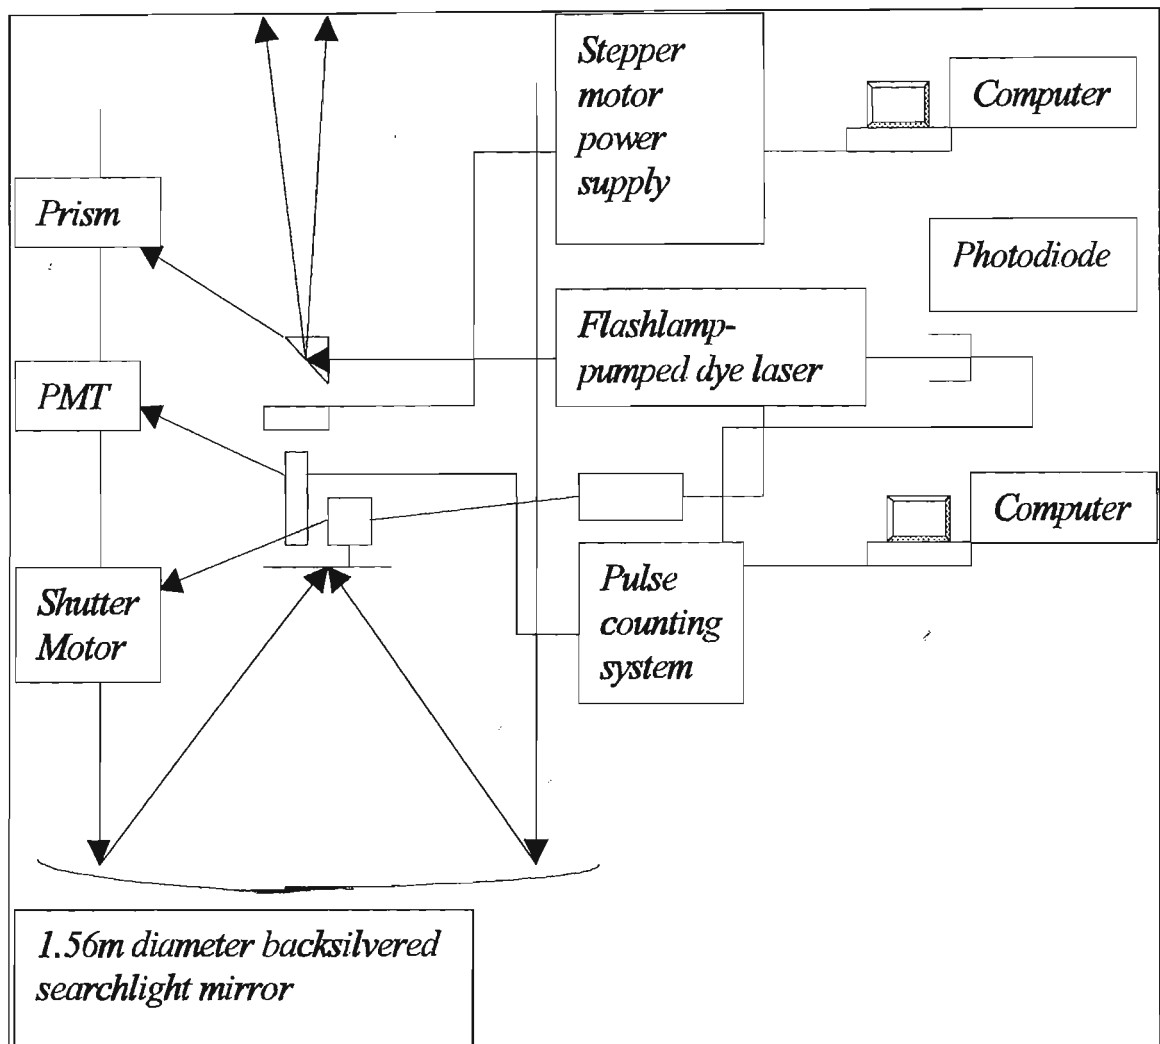 Stepper
motor
power
supply
Computer
Prism
Photodiode
Flashlamp-
pumped dye laser
PMT
Computer
Shutter
Motor
Pulse
counting
system
1.56m diameter backsilvered
searchlight mirror